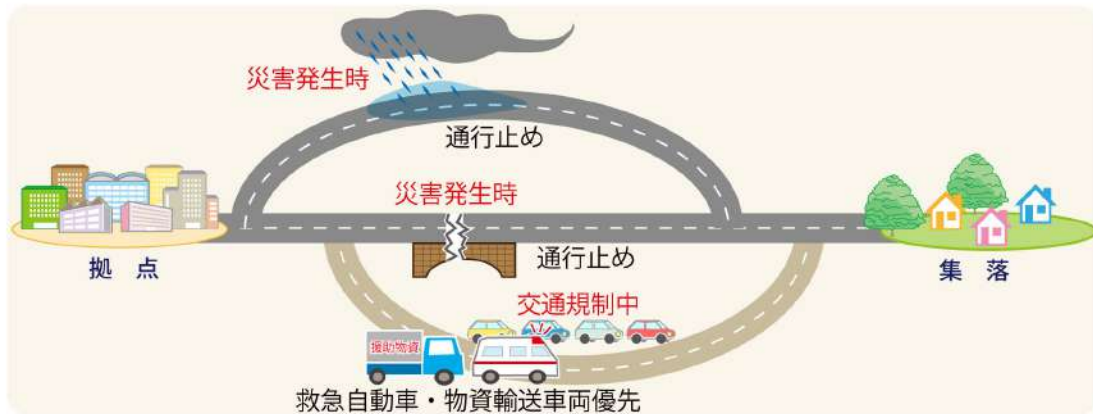 災害発生時
通行止め
災害発生時
通行止め
拠 点
集 落
交通規制中
援助物資
救急自動車・物資輸送車両優先